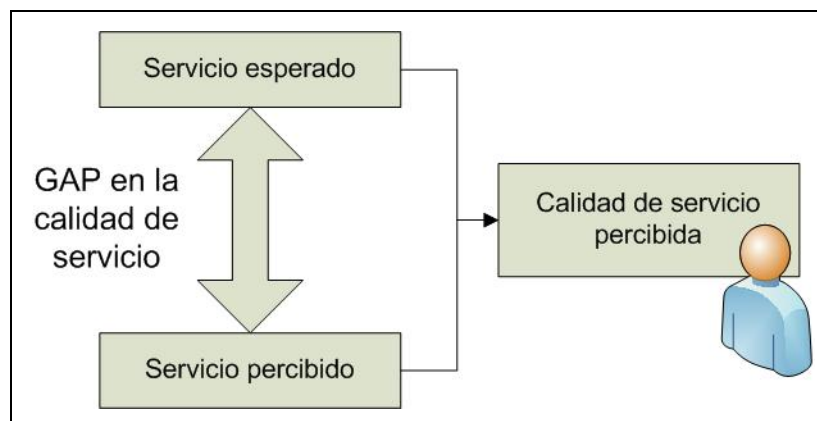 Servicio esperado
GAP en la
calidad de
servicio
Calidad de servicio
percibida
Servicio percibido